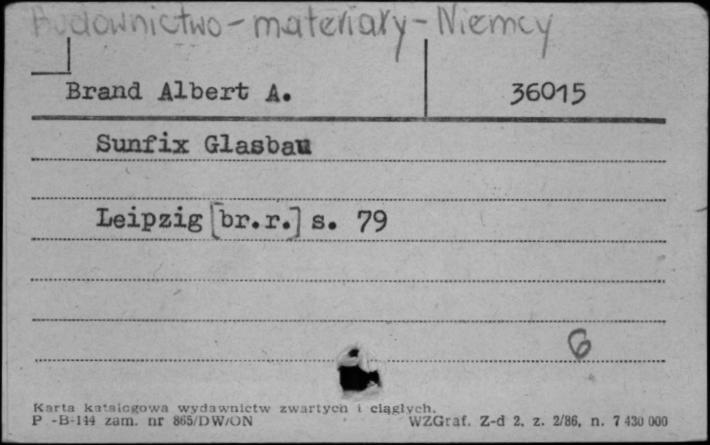 Budownictwo - materiały - Niemcy
Brand Albert A. 36015
Sunfix Glasbau
Leipzig [br.r.] s. 79
6
Karta katalogowa wydawnictw zwartych i ciągłych.
P -B-144 zam. nr 865/DW/ON WZGraf. Z-d 2, z. 2/86, n. 7 430 000